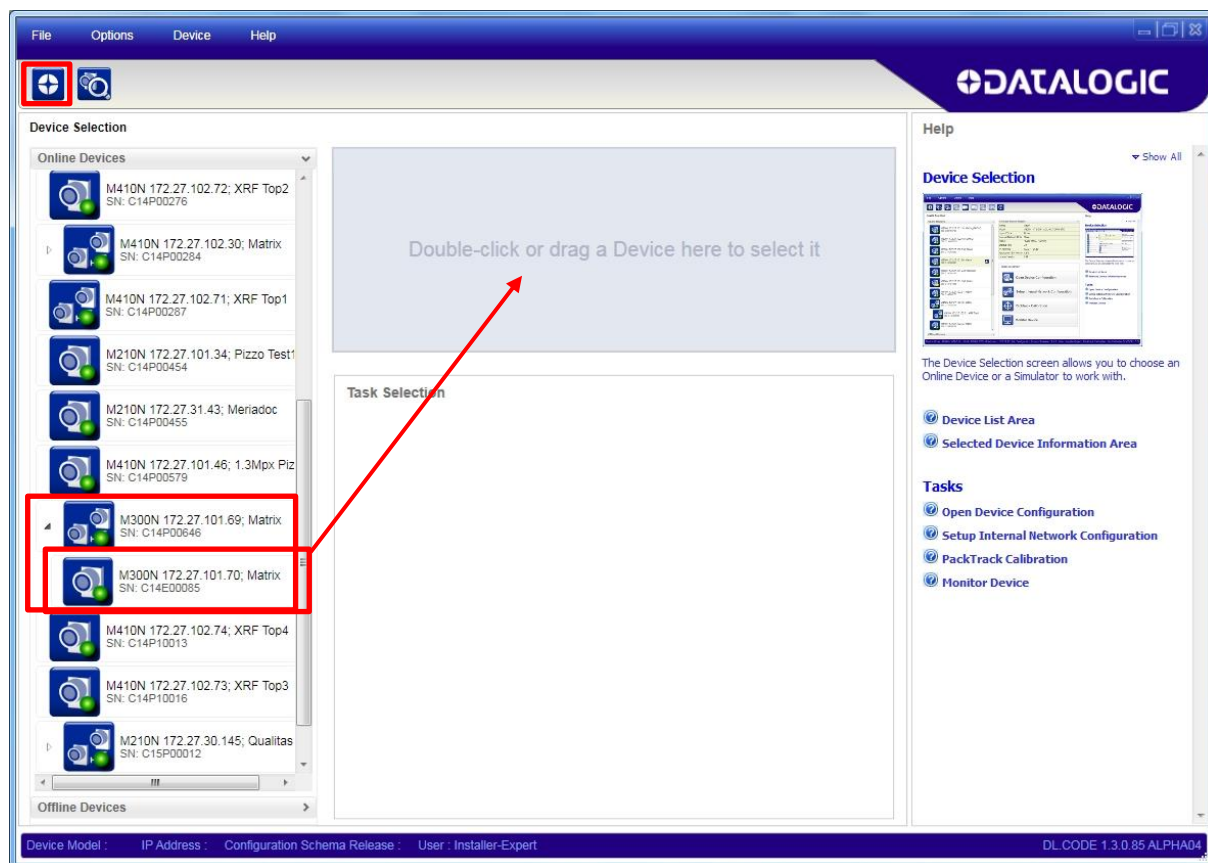 File Options Device Help
DATALOGIC
Device Selection
Online Devices
M410N 172.27.102.72; XRF Top2
SN: C14P00276
M410N 172.27.102.30; Matrix
SN: C14P00284
M410N 172.27.102.71; XRF Top1
SN: C14P00287
M210N 172.27.101.34; Pizzo Test1
SN: C14P00454
M210N 172.27.31.43; Meriadoc
SN: C14P00455
M410N 172.27.101.46; 1.3Mpx Piz
SN: C14P00579
M300N 172.27.101.69; Matrix
SN: C14P00646
M300N 172.27.101.70; Matrix
SN: C14E00085
M410N 172.27.102.74; XRF Top4
SN: C14P10013
M410N 172.27.102.73; XRF Top3
SN: C14P10016
M210N 172.27.30.145; Qualitas
SN: C15P00012
Offline Devices
Double-click or drag a Device here to select it
Task Selection
Help
Show All
Device Selection
DATALOGIC
The Device Selection screen allows you to choose an
Online Device or a Simulator to work with.
Device List Area
Selected Device Information Area
Tasks
Open Device Configuration
Setup Internal Network Configuration
PackTrack Calibration
Monitor Device
Device Model : IP Address : Configuration Schema Release : User : Installer-Expert
DL.CODE 1.3.0.85 ALPHA04